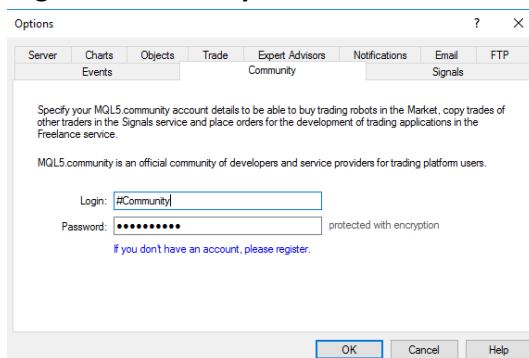 Options ? ×
Server Charts Objects Trade Expert Advisors Notifications Email FTP
Events Community Signals
Specify your MQL5.community account details to be able to buy trading robots in the Market, copy trades of
other traders in the Signals service and place orders for the development of trading applications in the
Freelance service.
MQL5.community is an official community of developers and service providers for trading platform users.
Login: #Community
Password: ●●●●●●●●●● protected with encryption
If you don't have an account, please register.
OK Cancel Help